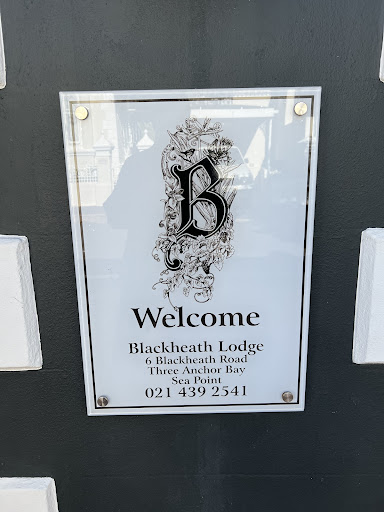 B
Welcome
Blackheath Lodge
6 Blackheath Road
Three Anchor Bay
Sea Point
021 439 2541